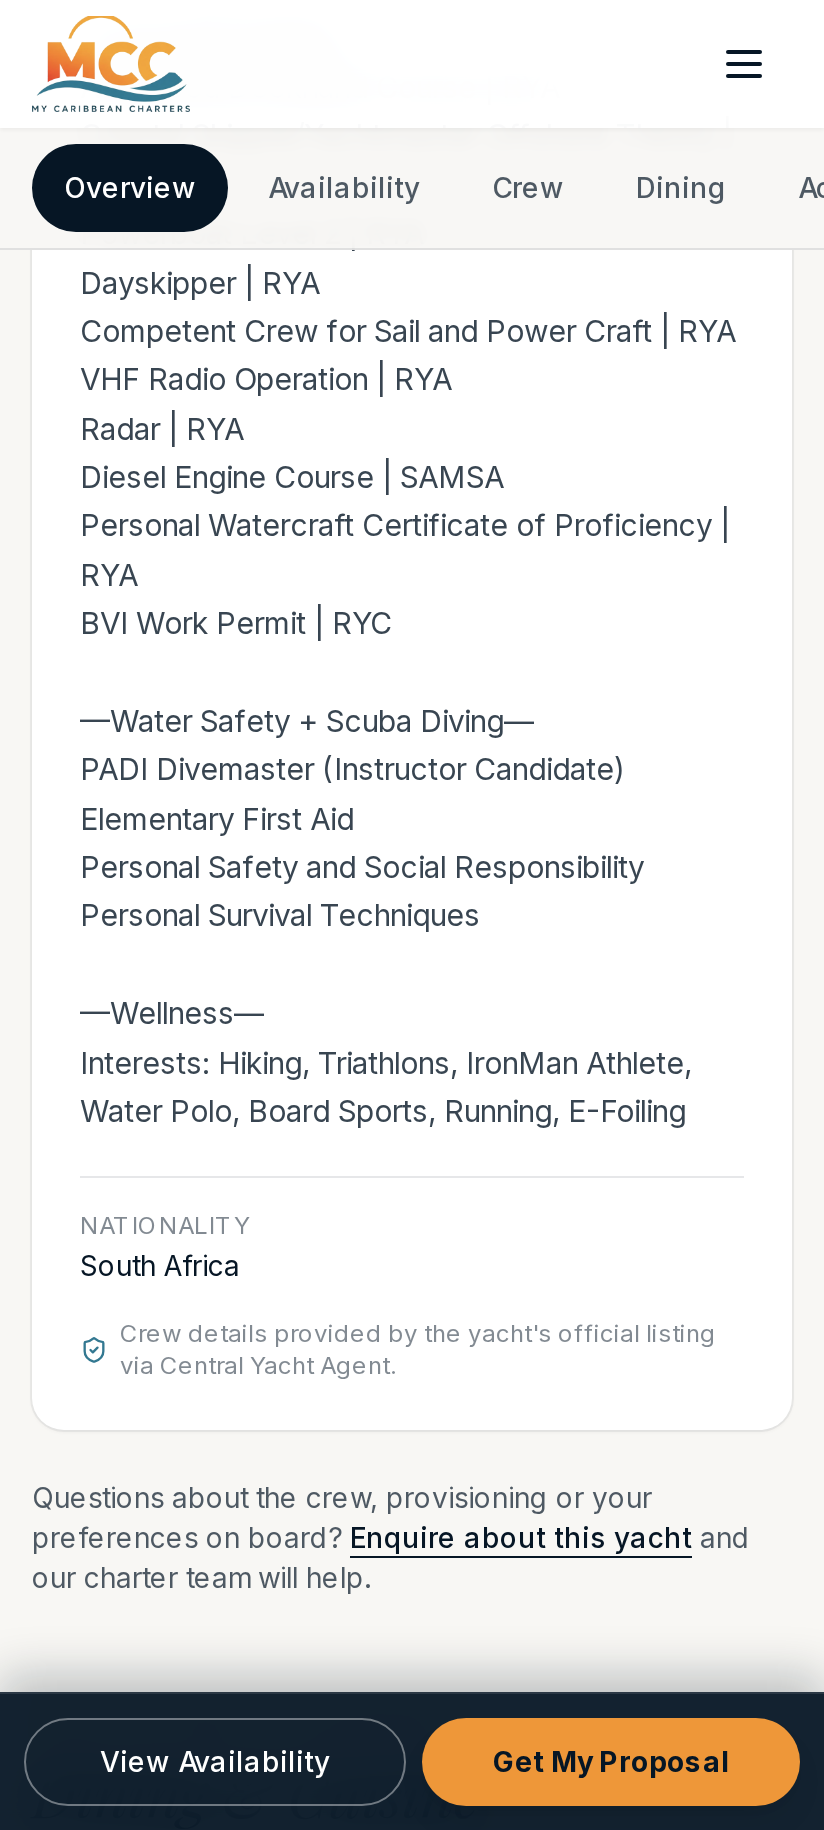 MCC
MY CARIBBEAN CHARTERS
Overview
Availability
Crew
Dining
Dayskipper | RYA
Competent Crew for Sail and Power Craft | RYA
VHF Radio Operation | RYA
Radar | RYA
Diesel Engine Course | SAMSA
Personal Watercraft Certificate of Proficiency |
RYA
BVI Work Permit | RYC
—Water Safety + Scuba Diving—
PADI Divemaster (Instructor Candidate)
Elementary First Aid
Personal Safety and Social Responsibility
Personal Survival Techniques
—Wellness—
Interests: Hiking, Triathlons, IronMan Athlete,
Water Polo, Board Sports, Running, E-Foiling
NATIONALITY
South Africa
Crew details provided by the yacht's official listing
via Central Yacht Agent.
Questions about the crew, provisioning or your
preferences on board? Enquire about this yacht and
our charter team will help.
View Availability
Get My Proposal